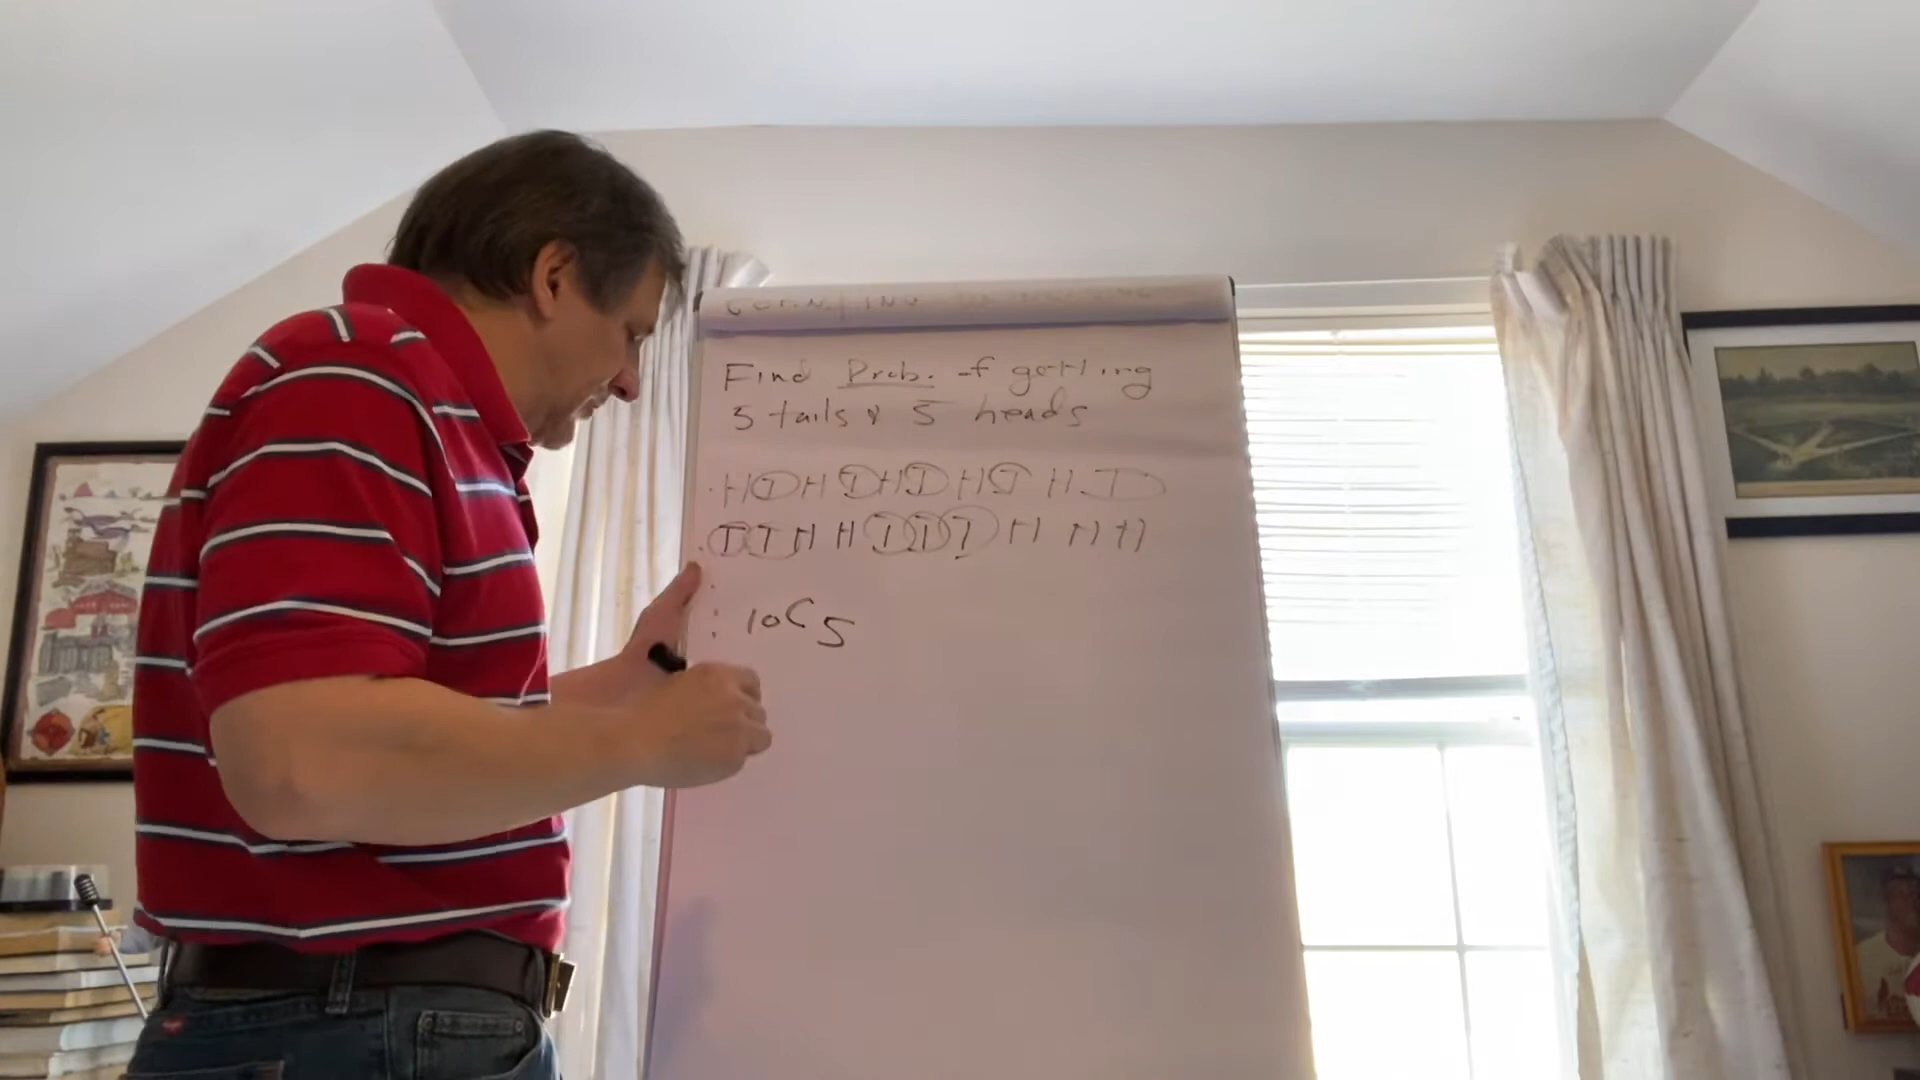 Find Prob. of getting
5 tails & 5 heads
H T H T H T H T H T
T T H H T T T H H H
10C5